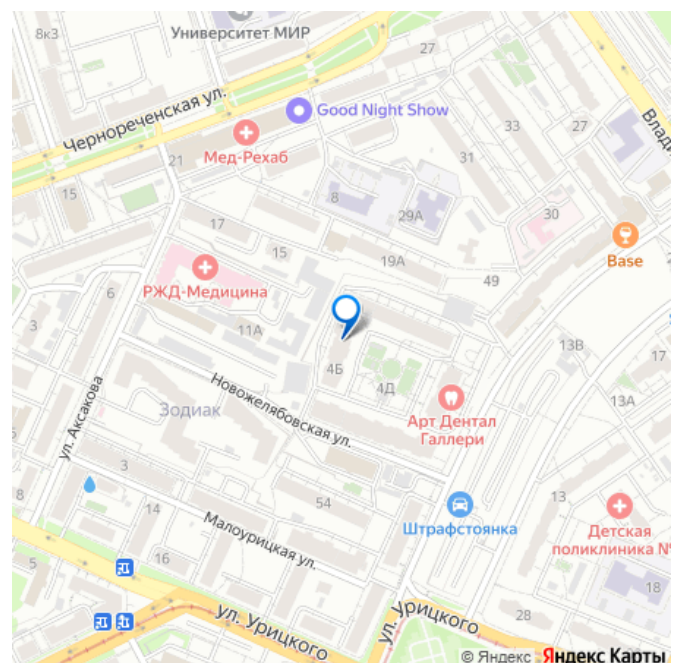 8к3
Университет МИР
27
Good Night Show
Чернореченская ул.
33
27
Мед-Рехаб
21
31
15
8
29А
30
17
15
19А
Base
49
РЖД-Медицина
6
3
11А
13В
17
4Б
4Д
Новожелябовская ул.
13А
Зодиак
ул. Аксакова
Арт Дентал
Галлери
3
8
54
13
14
Штрафстоянка
Малоурицкая ул.
Детская
поликлиника №
16
5
18
ул. Урицкого
ул. Урицкого
28
© Яндекс Яндекс Карты